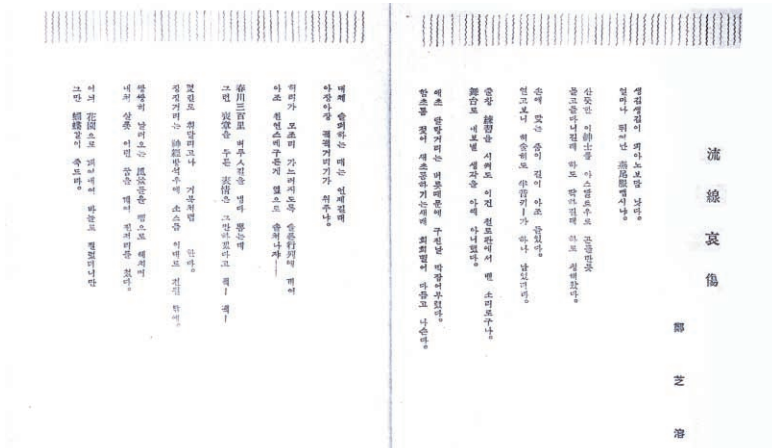 流線哀傷
鄭芝溶
생김생김이 피아노보담 낫다。
얼마나 뛰어난 燕尾服맵시냐。
산뜻한 이紳士를 아스팔트우로 꼰돌라인듯
몰고들다니길래 하도 딱하길래 하로 청해왔다。
손에 맞는 품이 길이 아조 들었다。
열고보니 허술히도 半音키ー가 하나 남었더라。
줄창 練習을 시켜도 이건 철로판에서 밴 소리로구나。
舞台로 내보낼 생각을 아예 아니했다。
애초 달랑거리는 버릇때문에 궂인날 막잡어부렸다。
함초롬 젖여 새초롬하기는새레 회회떨어 다듬고 나선다。
대체 슬퍼하는 때는 언제길래
아장아장 팩팩거리기가 위주냐。
허리가 모조리 가느래지도록 슬픈行列에 끼여
아조 천연스레굴든게 옆으로 솔쳐나자ㅡ
春川三百里 벼루ㅅ길을 냅다 뽑는데
그런 喪章을 두른 表情은 그만하겠다고 꽥ー 꽥ー
몇킬로 휘달리고나 거북처럼 한다。
징징거리는 神經방석우에 소스듬 이대로 견딜 밖에。
쌍쌍이 날러오는 風景들을 뺨으로 헤치며
내처 살폿 어린 꿈을 깨여 진저리를 쳤다。
어늬 花園으로 꾀여내여 바늘로 찔렀더니만
그만 蝴蝶같이 죽드라。